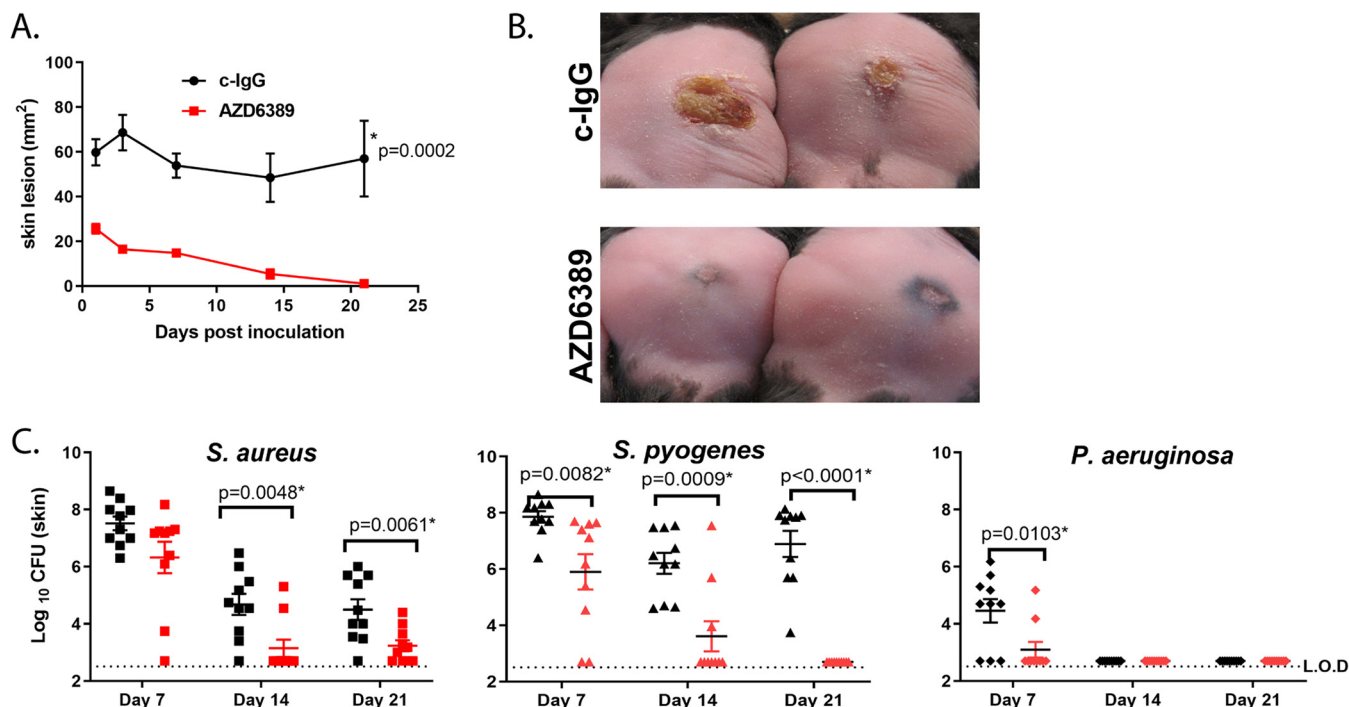 A.
100
80
60
40
20
0
skin lesion (mm2)
c-IgG
AZD6389
*
p=0.0002
0 5 10 15 20 25
Days post inoculation
B.
c-IgG
AZD6389
C.
S. aureus
10
8
6
4
2
Log 10 CFU (skin)
p=0.0048*
p=0.0061*
Day 7 Day 14 Day 21
S. pyogenes
10
8
6
4
2
p=0.0082*
p=0.0009*
p<0.0001*
Day 7 Day 14 Day 21
P. aeruginosa
10
8
6
4
2
p=0.0103*
L.O.D
Day 7 Day 14 Day 21